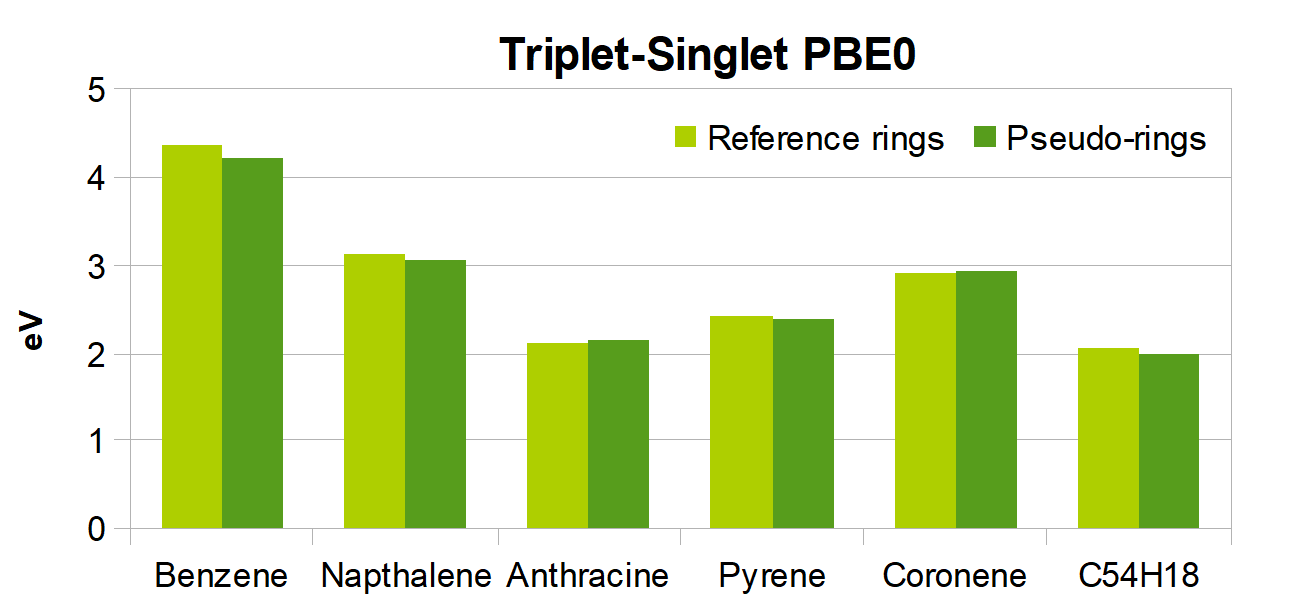 Triplet-Singlet PBE0
Reference rings Pseudo-rings
eV
5
4
3
2
1
0
Benzene Napthalene Anthracine Pyrene Coronene C54H18